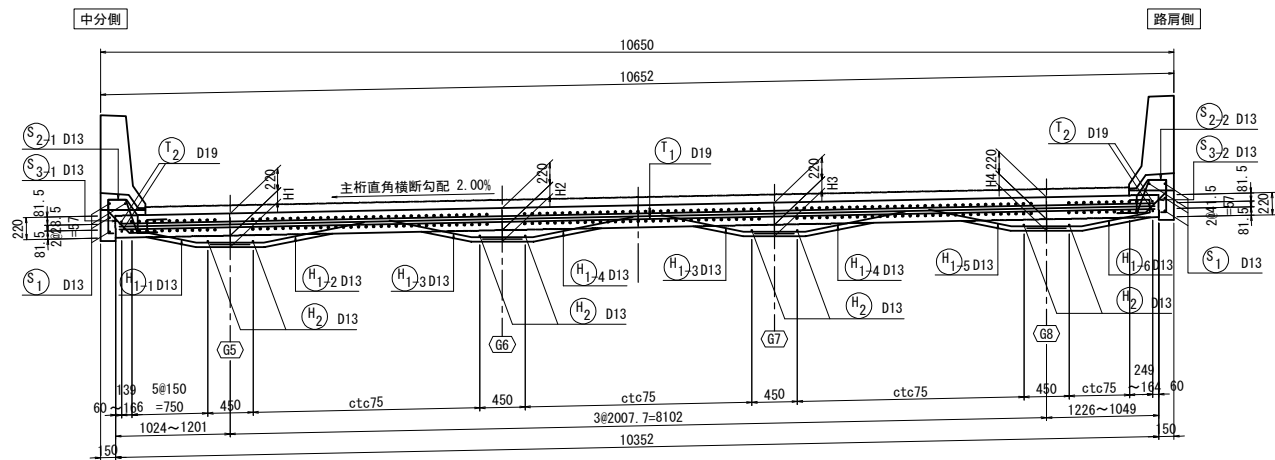 中分側
路肩側
10650
10652
S2-1 D13
S3-1 D13
T2 D19
220
H1
主桁直角横断勾配 2.00%
220
H2
T1 D19
220
H3
H4
220
T2 D19
S2-2 D13
S3-2 D13
220
81.5
2@28.5
=57
81.5
81.5
2@41.5
=97
81.5
220
S1 D13
H1-1 D13
H1-2 D13
H1-3 D13
H1-4 D13
H1-3 D13
H1-4 D13
H1-5 D13
H1-6 D13
S1 D13
H2 D13
H2 D13
H2 D13
H2 D13
G5
G6
G7
G8
139
60~166
5@150
=750
450
ctc75
450
ctc75
450
ctc75
450
ctc75
249
~164
60
3@2007.7=8102
1024~1201
1226~1049
150
10352
150